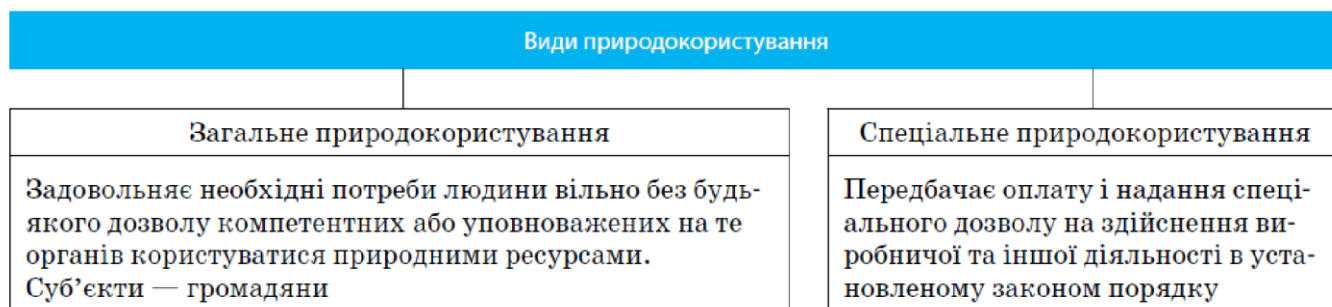 Види природокористування
Загальне природокористування
Задовольняє необхідні потреби людини вільно без будь-
якого дозволу компетентних або уповноважених на те
органів користуватися природними ресурсами.
Суб’єкти — громадяни
Спеціальне природокористування
Передбачає оплату і надання спеці-
ального дозволу на здійснення ви-
робничої та іншої діяльності в уста-
новленому законом порядку